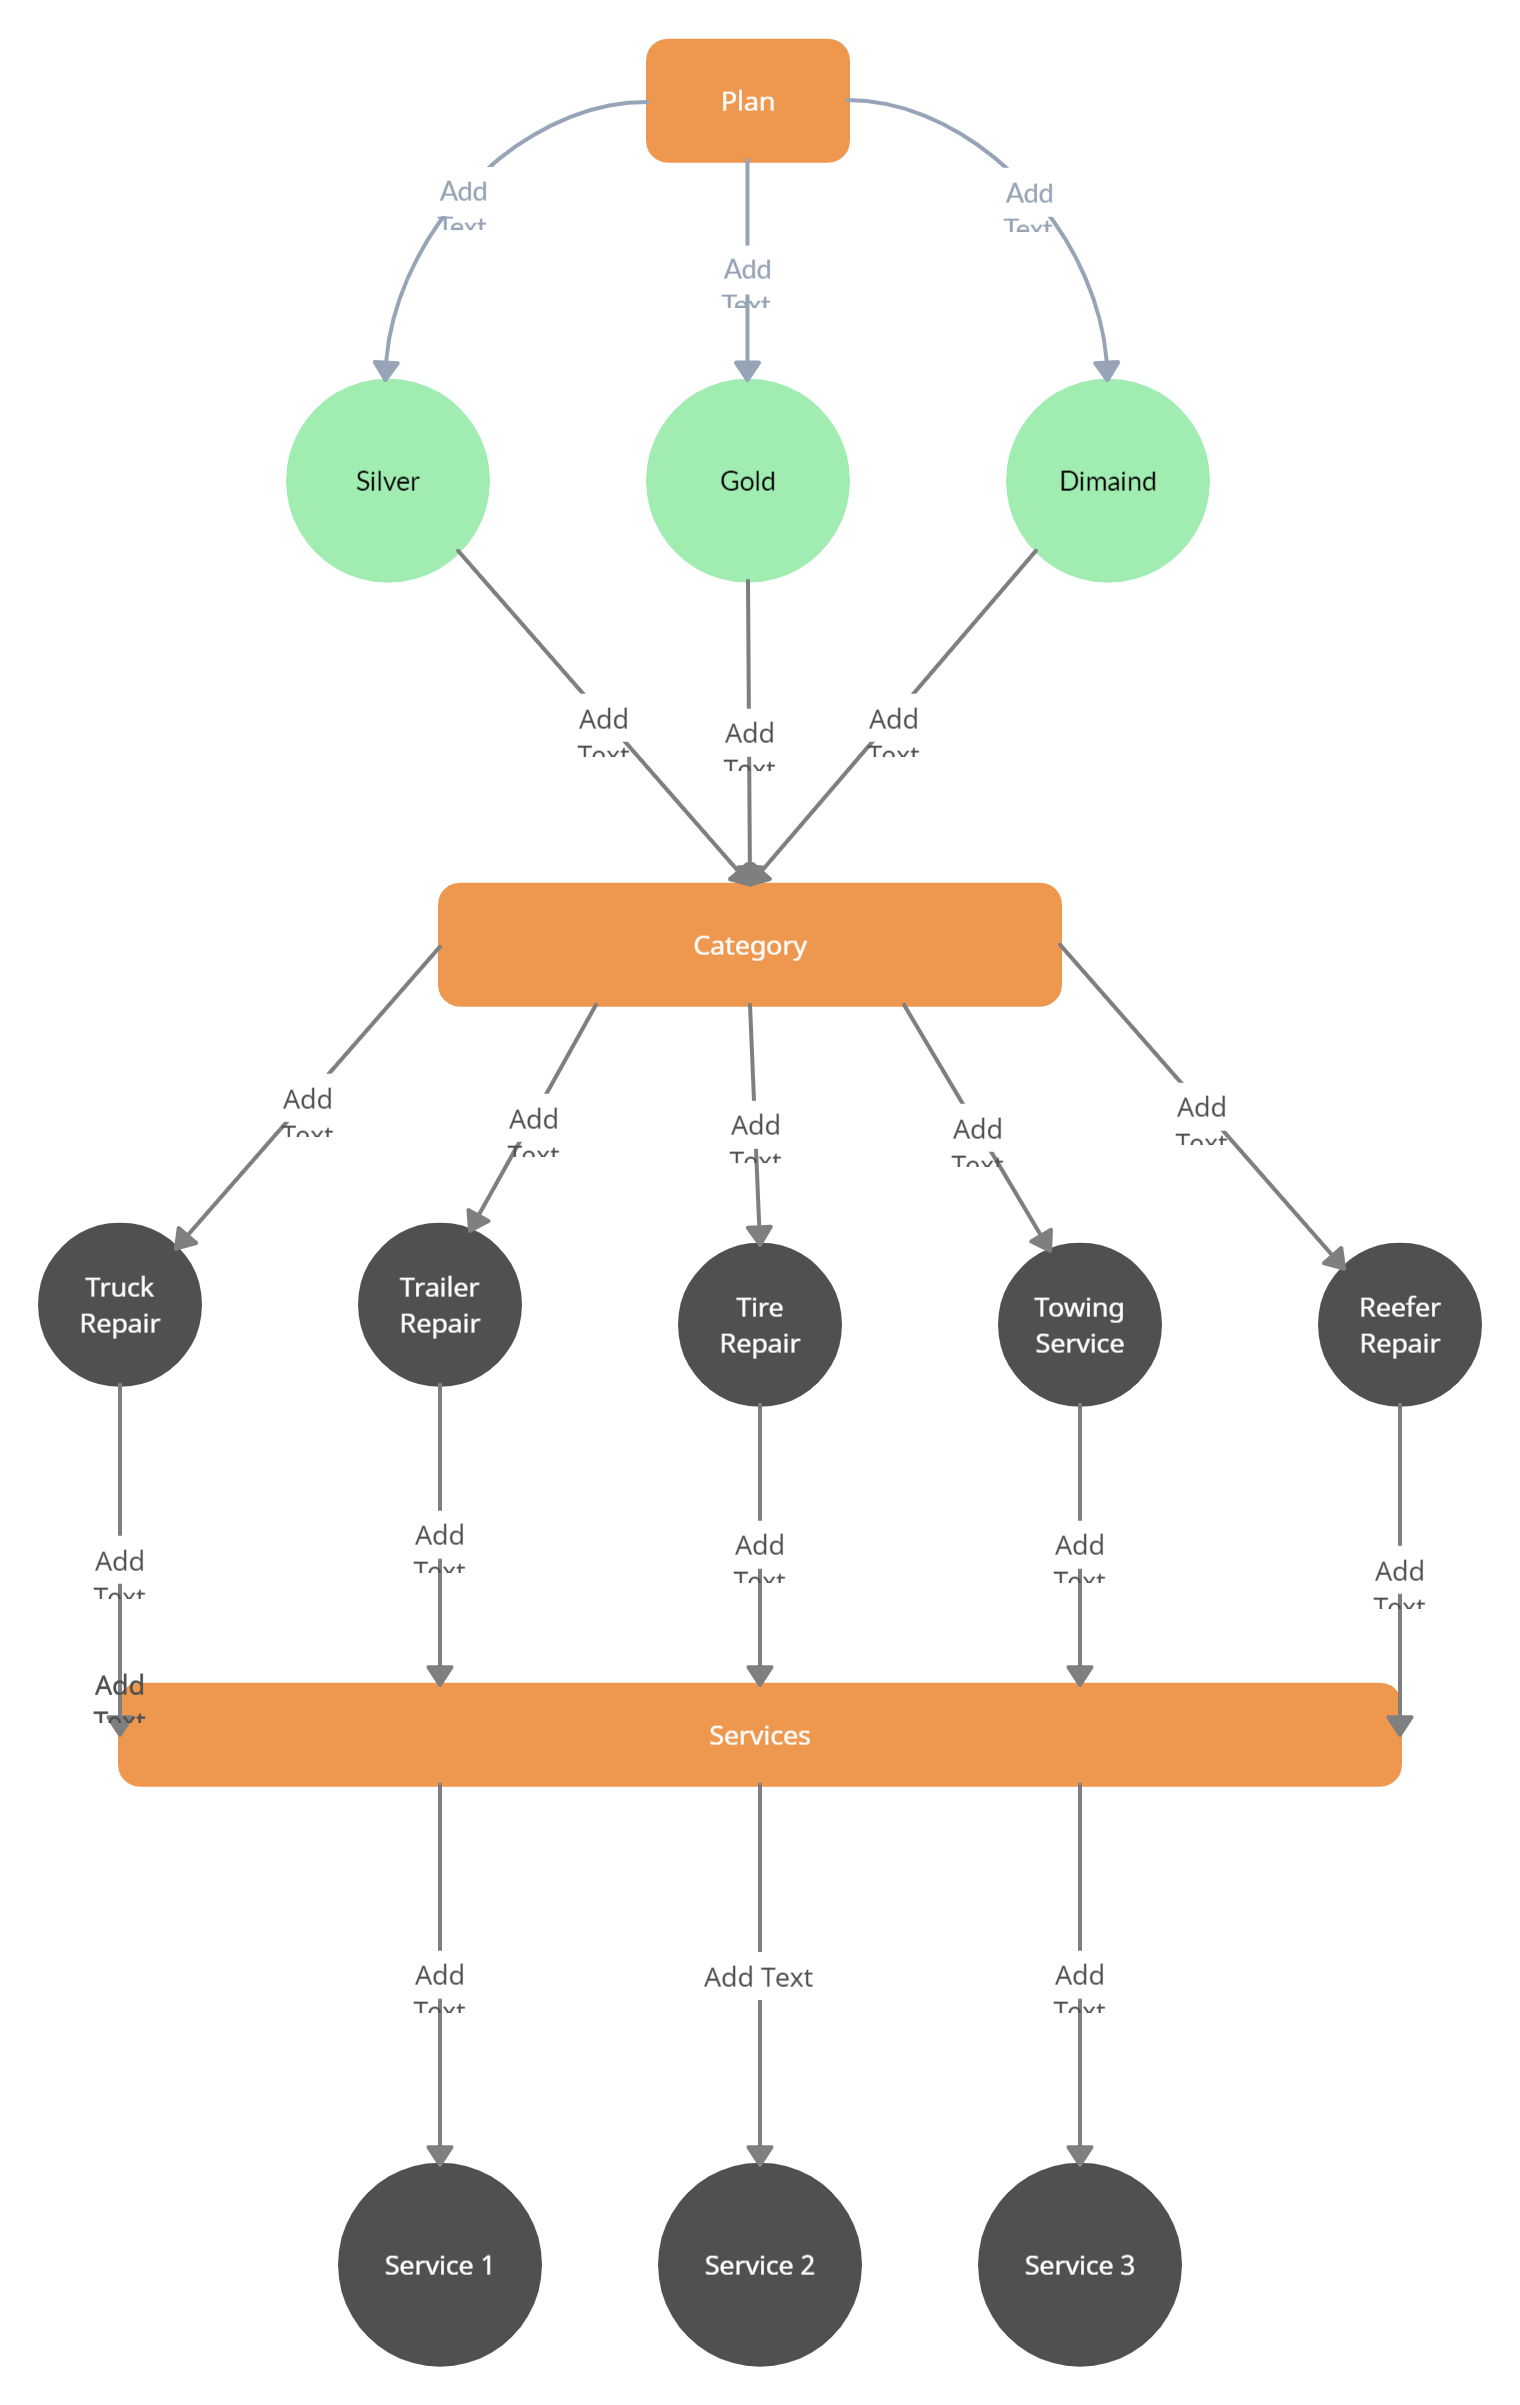 Plan
Add
Text
Add
Text
Add
Text
Silver
Gold
Dimaind
Add
Text
Add
Text
Add
Text
Category
Add
Text
Add
Text
Add
Text
Add
Text
Add
Text
Truck
Repair
Trailer
Repair
Tire
Repair
Towing
Service
Reefer
Repair
Add
Text
Add
Text
Add
Text
Add
Text
Add
Text
Add
Text
Services
Add
Text
Add Text
Add
Text
Service 1
Service 2
Service 3